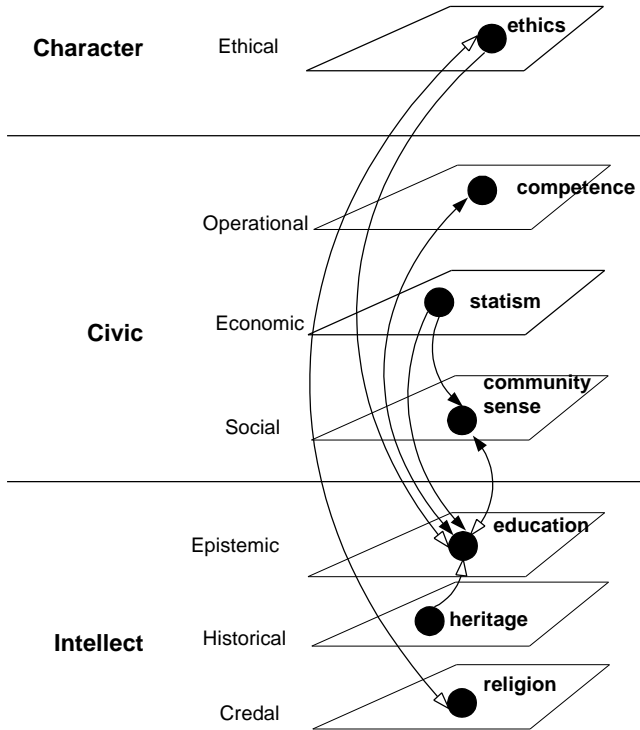 ethics
Character
Ethical
competence
Operational
statism
Economic
Civic
community
sense
Social
education
Epistemic
heritage
Intellect
Historical
religion
Credal